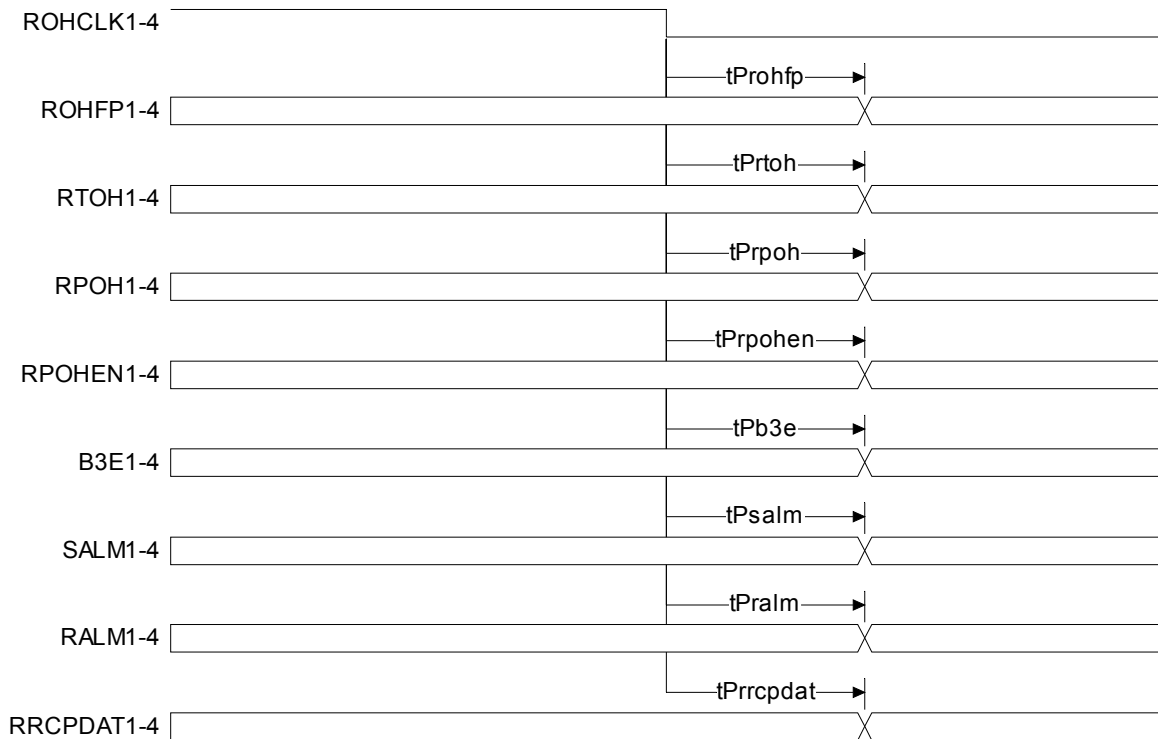 ROHCLK1-4
tProhfp
ROHFP1-4
tPrtoh
RTOH1-4
tPrpoh
RPOH1-4
tPrpohen
RPOHEN1-4
tPb3e
B3E1-4
tPsalm
SALM1-4
tPralm
RALM1-4
tPrrcpdat
RRCPDAT1-4